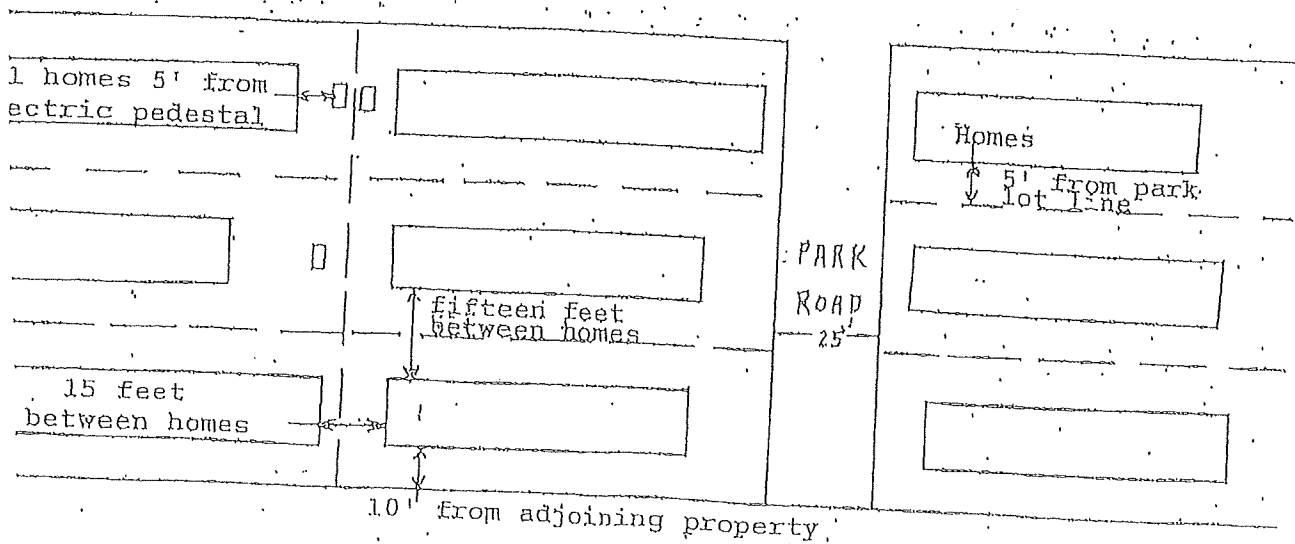 l homes 5' from
ectric pedestal
Homes
5' from park
lot line
PARK
ROAD
25'
fifteen feet
between homes
15 feet
between homes
10' from adjoining property